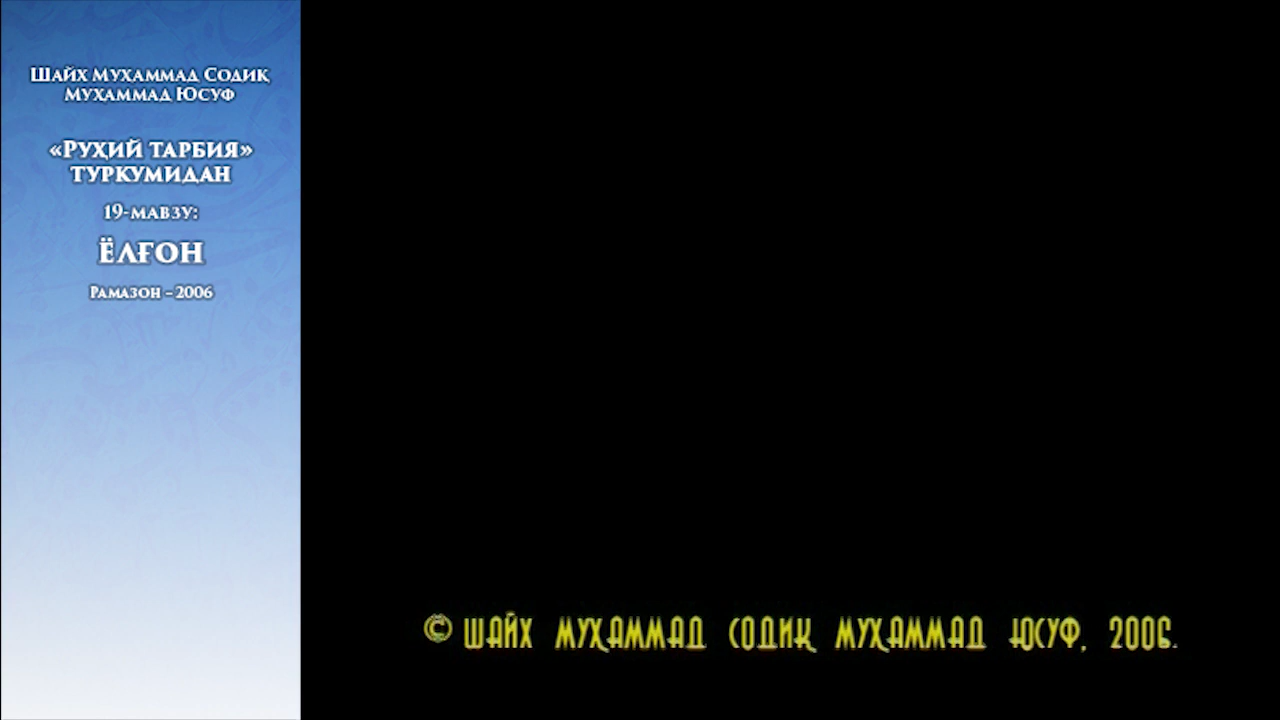 Шайх Муҳаммад Содиқ
Муҳаммад Юсуф
«Руҳий тарбия»
туркумидан
19-мавзу:
Ёлғон
Рамазон – 2006
© ШАЙХ МУҲАММАД СОДИҚ МУҲАММАД ЮСУФ, 2006.